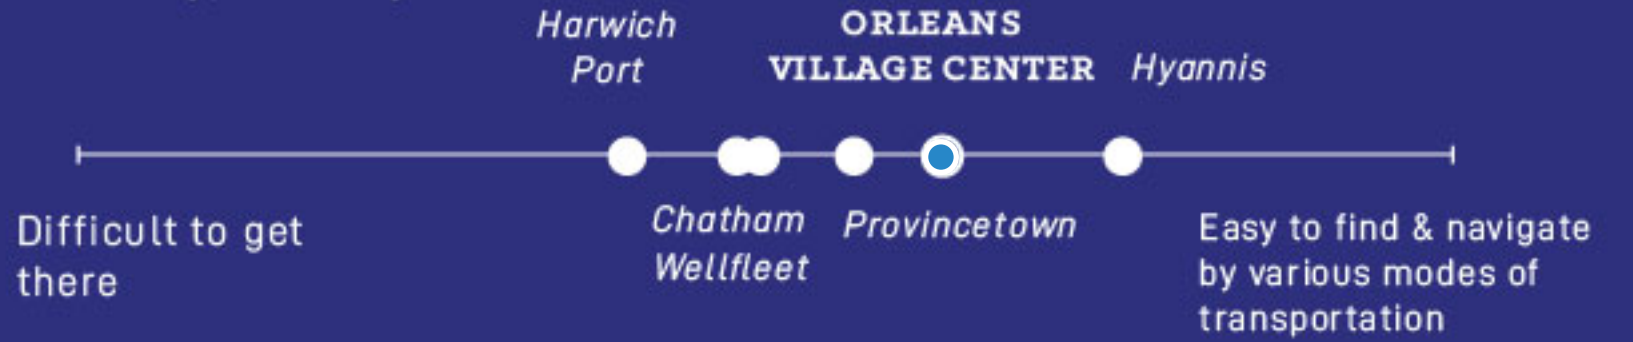 Harwich
Port
ORLEANS
VILLAGE CENTER
Hyannis
Chatham
Wellfleet
Provincetown
Difficult to get
there
Easy to find & navigate
by various modes of
transportation